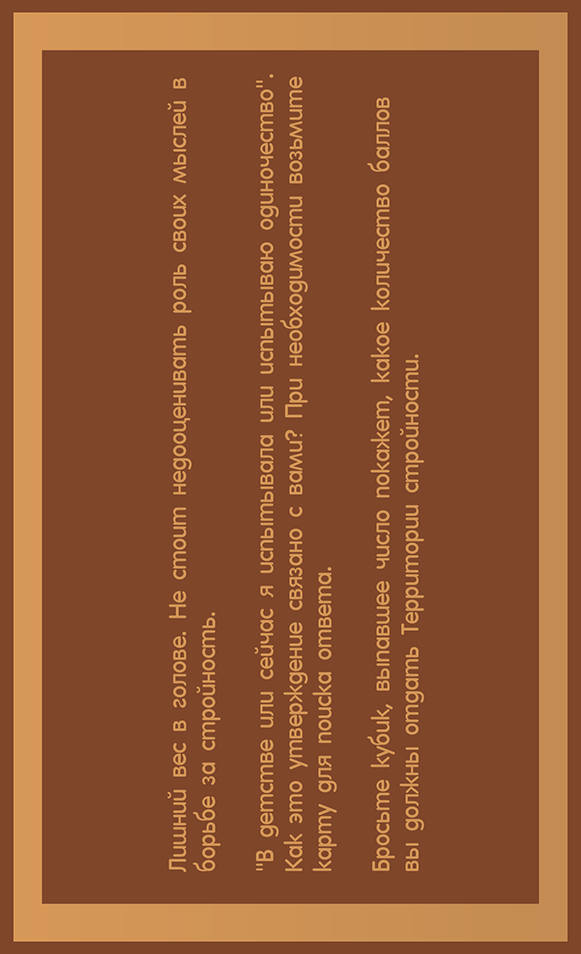 Лишний вес в голове. Не стоит недооценивать роль своих мыслей в
борьбе за стройность.
"В детстве или сейчас я испытывала или испытываю одиночество".
Как это утверждение связано с вами? При необходимости возьмите
карту для поиска ответа.
Бросьте кубик, выпавшее число покажет, какое количество баллов
вы должны отдать Территории стройности.